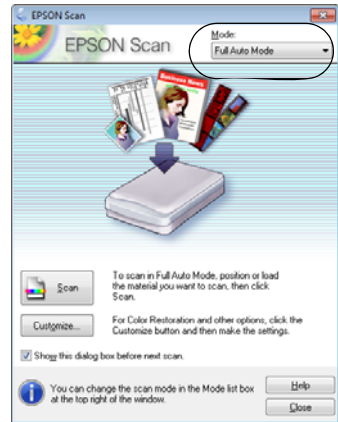 EPSON Scan
EPSON Scan
Mode:
Full Auto Mode
Business News
Scan
To scan in Full Auto Mode, position or load
the material you want to scan, then click
Scan.
Customize...
For Color Restoration and other options, click the
Customize button and then make the settings.
Show this dialog box before next scan.
You can change the scan mode in the Mode list box
at the top right of the window.
Help
Close